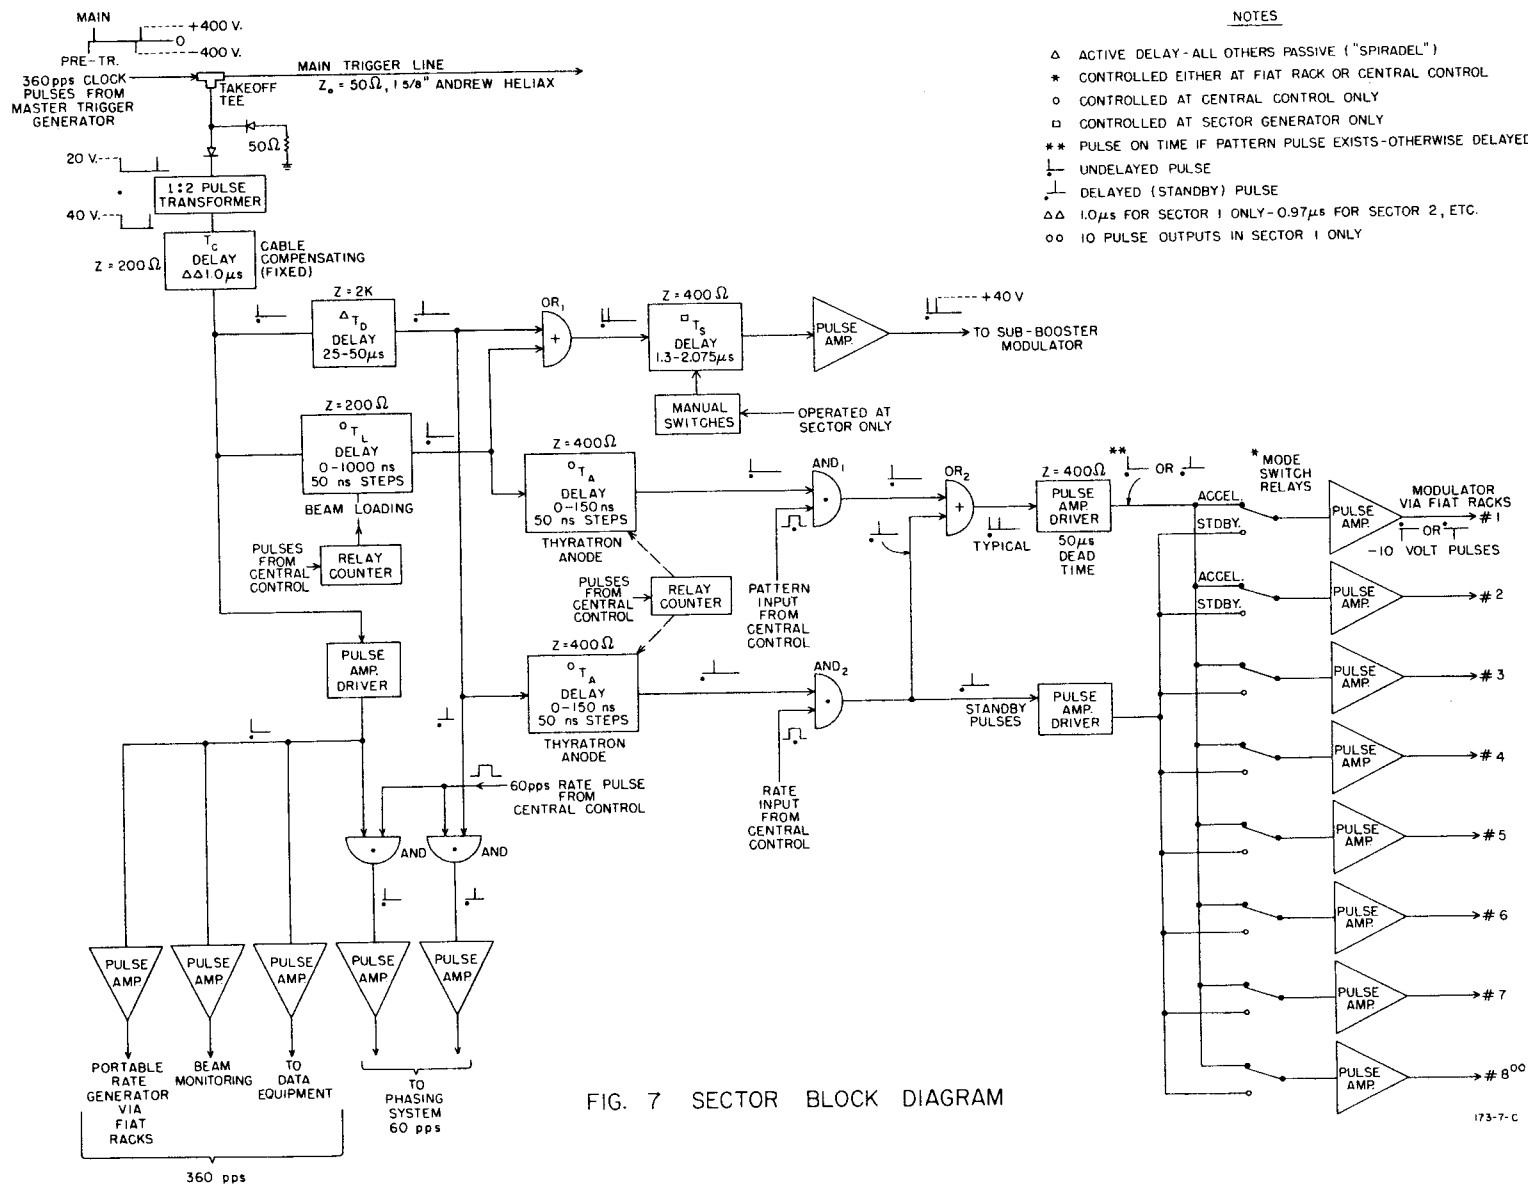 MAIN
+400 V.
0
-400 V.
PRE-TR.
360pps CLOCK
PULSES FROM
MASTER TRIGGER
GENERATOR
TAKEOFF
TEE
MAIN TRIGGER LINE
Zo = 50Ω, 1 5/8" ANDREW HELIAX
50Ω
20 V.
1:2 PULSE
TRANSFORMER
40 V.
Z = 200Ω
TC
DELAY
ΔΔ1.0μs
CABLE
COMPENSATING
(FIXED)
NOTES
Δ ACTIVE DELAY - ALL OTHERS PASSIVE ("SPIRADEL")
* CONTROLLED EITHER AT FIAT RACK OR CENTRAL CONTROL
o CONTROLLED AT CENTRAL CONTROL ONLY
□ CONTROLLED AT SECTOR GENERATOR ONLY
** PULSE ON TIME IF PATTERN PULSE EXISTS-OTHERWISE DELAYED
UNDELAYED PULSE
DELAYED (STANDBY) PULSE
ΔΔ 1.0μs FOR SECTOR 1 ONLY-0.97μs FOR SECTOR 2, ETC.
oo 10 PULSE OUTPUTS IN SECTOR 1 ONLY
Z = 2K
Δ TD
DELAY
25-50μs
OR1
+
Z = 400Ω
□ TS
DELAY
1.3-2.075μs
PULSE
AMP.
+40 V
TO SUB-BOOSTER
MODULATOR
MANUAL
SWITCHES
OPERATED AT
SECTOR ONLY
Z = 200Ω
o TL
DELAY
0-1000 ns
50 ns STEPS
BEAM LOADING
PULSES
FROM
CENTRAL
CONTROL
RELAY
COUNTER
Z = 400Ω
o TA
DELAY
0-150 ns
50 ns STEPS
THYRATRON
ANODE
PULSES
FROM
CENTRAL
CONTROL
RELAY
COUNTER
Z = 400Ω
o TA
DELAY
0-150 ns
50 ns STEPS
THYRATRON
ANODE
AND1
PATTERN
INPUT
FROM
CENTRAL
CONTROL
AND2
RATE
INPUT
FROM
CENTRAL
CONTROL
OR2
+
TYPICAL
Z = 400Ω
PULSE
AMP.
DRIVER
50μs
DEAD
TIME
** OR
STANDBY
PULSES
PULSE
AMP.
DRIVER
* MODE
SWITCH
RELAYS
ACCEL.
STDBY.
ACCEL.
STDBY.
PULSE
AMP.
MODULATOR
VIA FIAT RACKS
#1
OR
-10 VOLT PULSES
PULSE
AMP.
#2
PULSE
AMP.
#3
PULSE
AMP.
#4
PULSE
AMP.
#5
PULSE
AMP.
#6
PULSE
AMP.
#7
PULSE
AMP.
#8oo
PULSE
AMP.
DRIVER
60pps RATE PULSE
FROM
CENTRAL CONTROL
AND
AND
PULSE
AMP.
PULSE
AMP.
PULSE
AMP.
PULSE
AMP.
PULSE
AMP.
PORTABLE
RATE
GENERATOR
VIA
FIAT
RACKS
BEAM
MONITORING
TO
DATA
EQUIPMENT
TO
PHASING
SYSTEM
60 pps
360 pps
FIG. 7 SECTOR BLOCK DIAGRAM
173-7-C